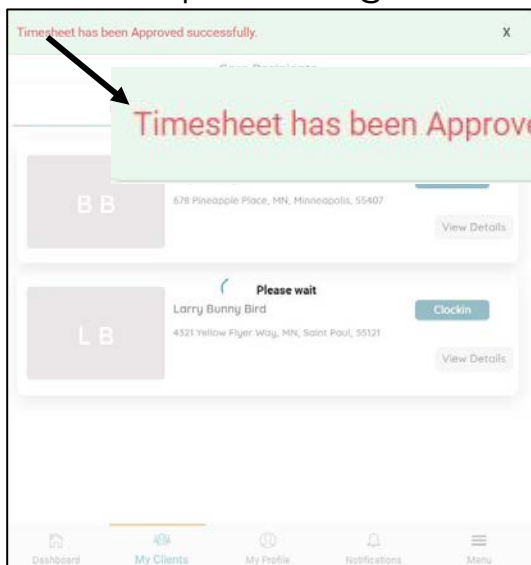 Timesheet has been Approved successfully. X
Timesheet has been Approve
B B
678 Pineapple Place, MN, Minneapolis, 55407
View Details
Please wait
Larry Bunny Bird
Clockin
L B
4321 Yellow Flyer Way, MN, Saint Paul, 55121
View Details
Dashboard My Clients My Profile Notifications Menu